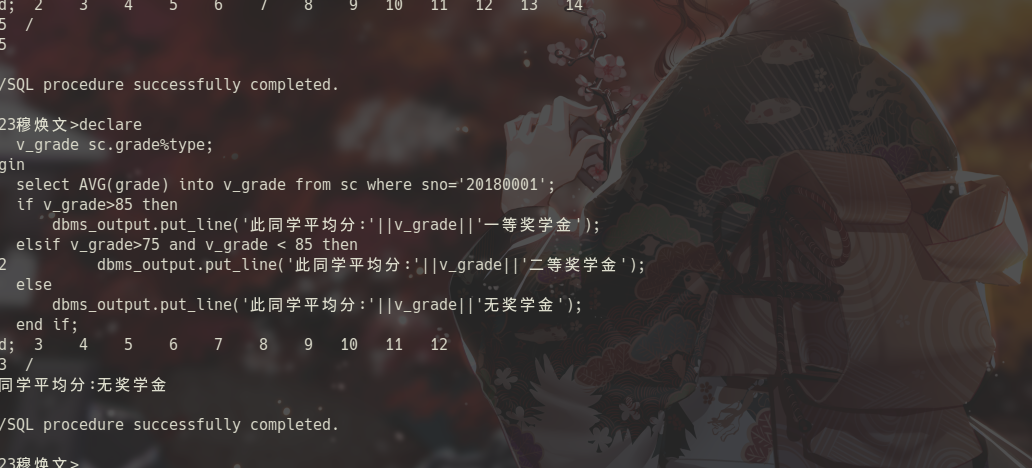 d;  2    3    4    5    6    7    8    9   10   11   12   13   14
5  /
5
/SQL procedure successfully completed.
23穆焕文>declare
  v_grade sc.grade%type;
gin
  select AVG(grade) into v_grade from sc where sno='20180001';
  if v_grade>85 then
      dbms_output.put_line('此同学平均分:'||v_grade||'一等奖学金');
  elsif v_grade>75 and v_grade < 85 then
2          dbms_output.put_line('此同学平均分:'||v_grade||'二等奖学金');
  else
      dbms_output.put_line('此同学平均分:'||v_grade||'无奖学金');
  end if;
d;  3    4    5    6    7    8    9   10   11   12
3  /
同学平均分:无奖学金
/SQL procedure successfully completed.
23穆焕文>